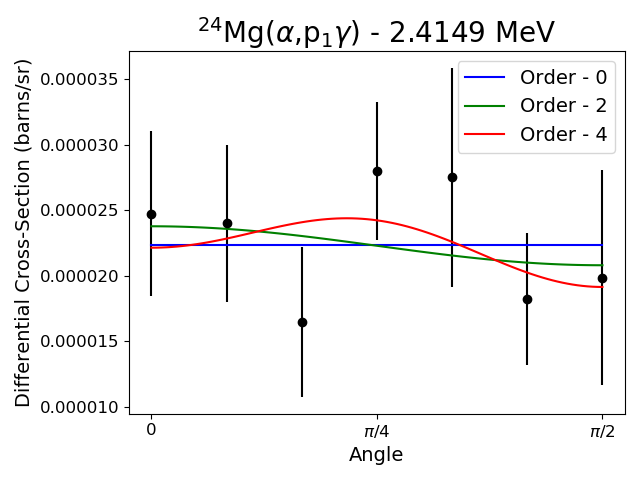 ²⁴Mg(α,p₁γ) - 2.4149 MeV
Order - 0
Order - 2
Order - 4
Differential Cross-Section (barns/sr)
0.000035
0.000030
0.000025
0.000020
0.000015
0.000010
0
π/4
π/2
Angle